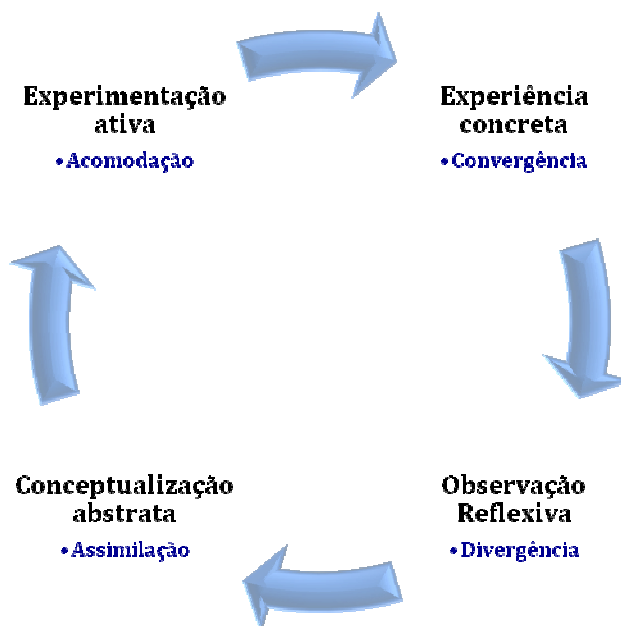 Experimentação
ativa
•Acomodação
Experiência
concreta
•Convergência
Conceptualização
abstrata
•Assimilação
Observação
Reflexiva
•Divergência